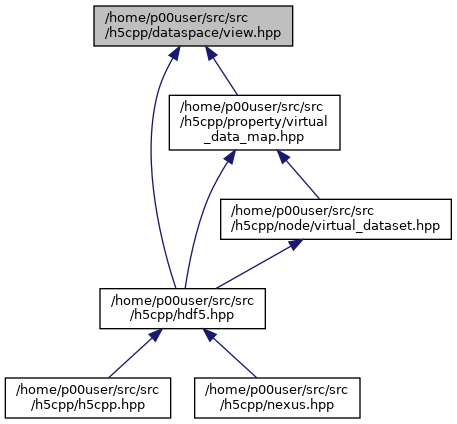 /home/p00user/src/src
/h5cpp/dataspace/view.hpp
/home/p00user/src/src
/h5cpp/property/virtual
_data_map.hpp
/home/p00user/src/src
/h5cpp/node/virtual_dataset.hpp
/home/p00user/src/src
/h5cpp/hdf5.hpp
/home/p00user/src/src
/h5cpp/h5cpp.hpp
/home/p00user/src/src
/h5cpp/nexus.hpp